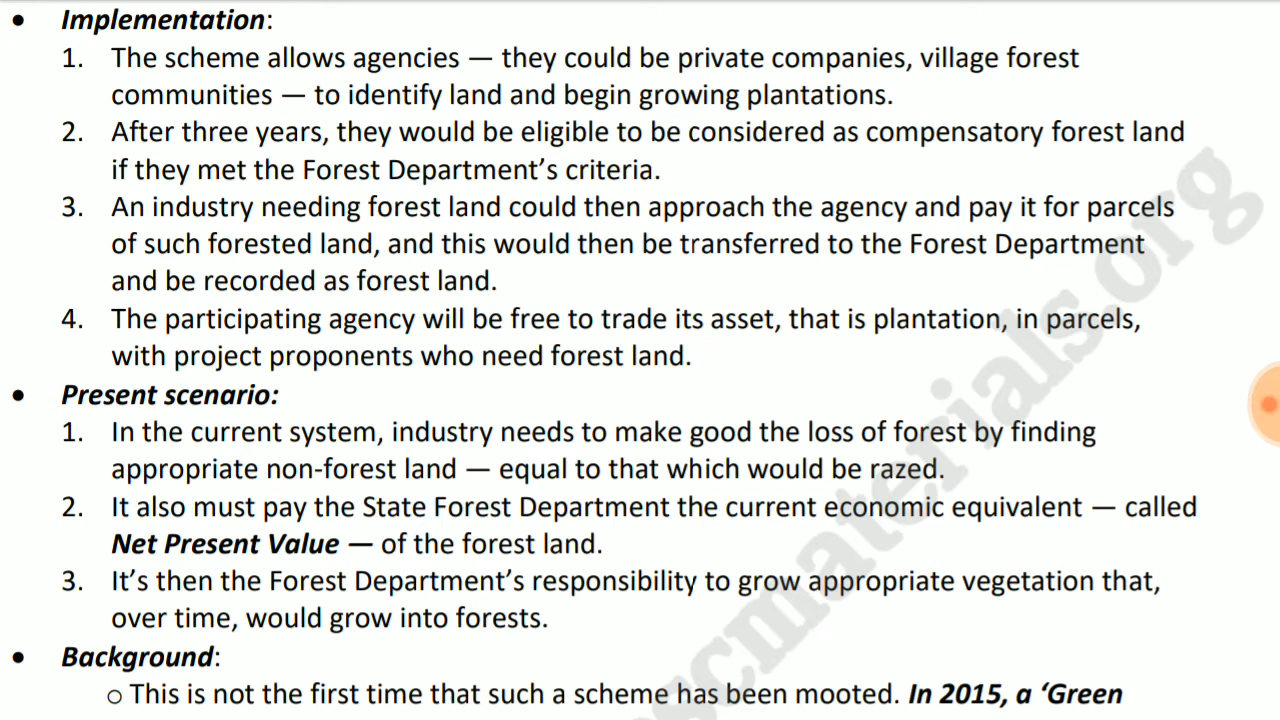 • Implementation:
1. The scheme allows agencies — they could be private companies, village forest
communities — to identify land and begin growing plantations.
2. After three years, they would be eligible to be considered as compensatory forest land
if they met the Forest Department’s criteria.
3. An industry needing forest land could then approach the agency and pay it for parcels
of such forested land, and this would then be transferred to the Forest Department
and be recorded as forest land.
4. The participating agency will be free to trade its asset, that is plantation, in parcels,
with project proponents who need forest land.
• Present scenario:
1. In the current system, industry needs to make good the loss of forest by finding
appropriate non-forest land — equal to that which would be razed.
2. It also must pay the State Forest Department the current economic equivalent — called
Net Present Value — of the forest land.
3. It’s then the Forest Department’s responsibility to grow appropriate vegetation that,
over time, would grow into forests.
• Background:
○ This is not the first time that such a scheme has been mooted. In 2015, a ‘Green
scmaterials.org